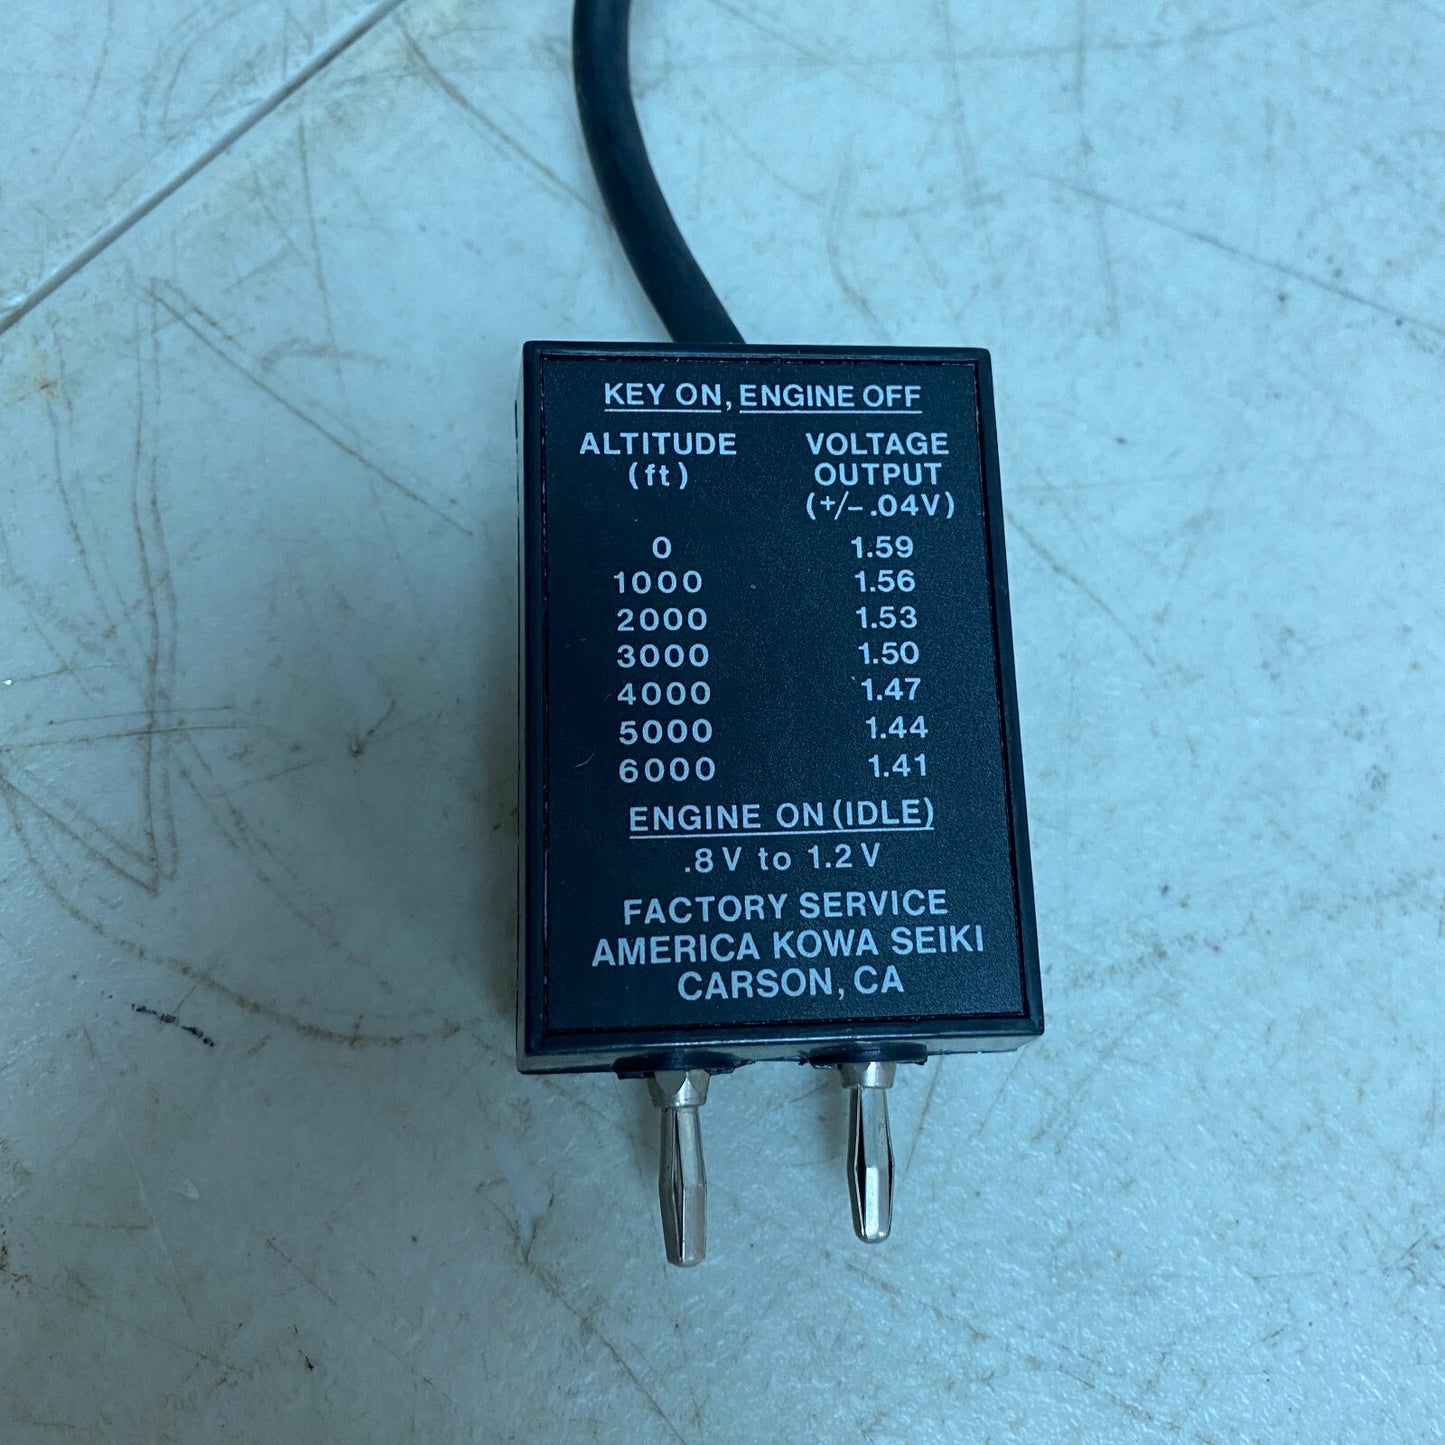 KEY ON, ENGINE OFF
ALTITUDE VOLTAGE
(ft) OUTPUT
(+/- .04V)
0 1.59
1000 1.56
2000 1.53
3000 1.50
4000 1.47
5000 1.44
6000 1.41
ENGINE ON (IDLE)
.8V to 1.2V
FACTORY SERVICE
AMERICA KOWA SEIKI
CARSON, CA